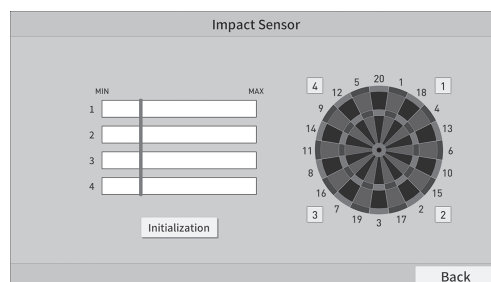 Impact Sensor
MIN MAX
1
2
3
4
Initialization
4 1
5 20 1
12 18
9 4
14 13
11 6
8 10
16 15
7 2
19 3 17
3 2
Back